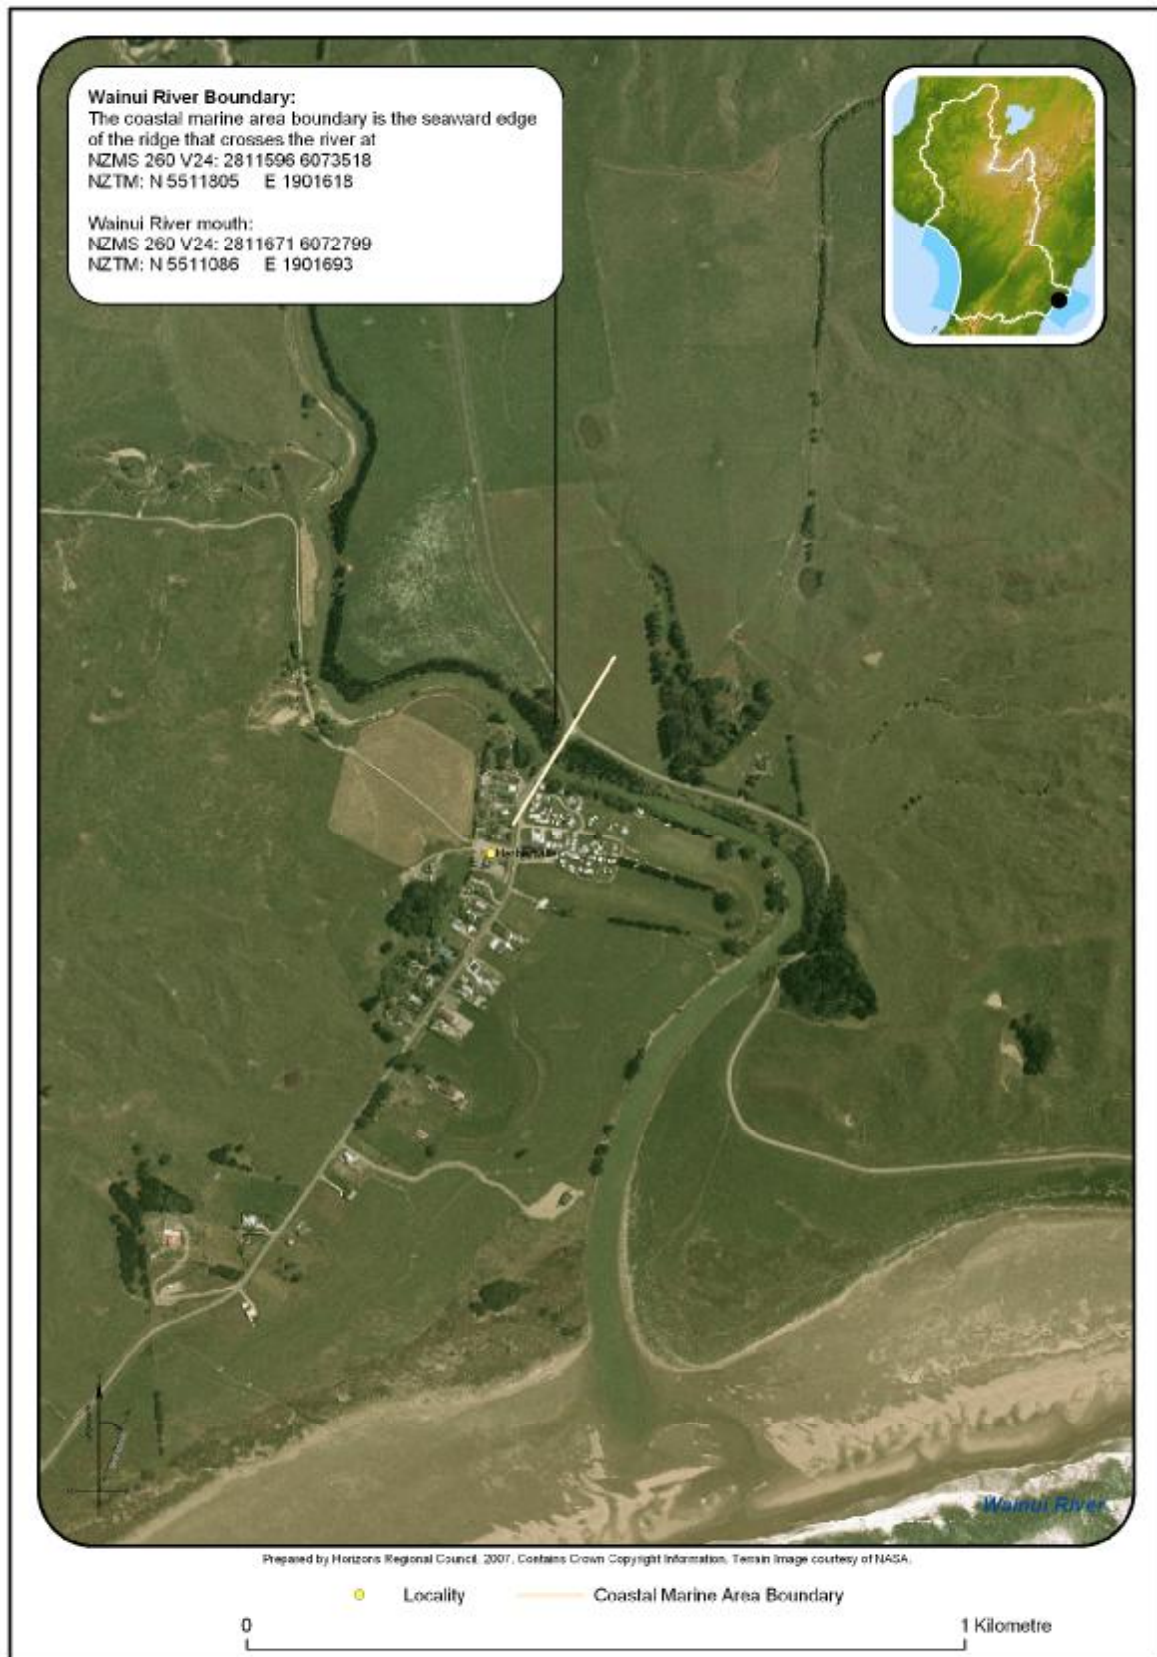 Wainui River Boundary:
The coastal marine area boundary is the seaward edge
of the ridge that crosses the river at
NZMS 260 V24: 2811596 6073518
NZTM: N 5511805 E 1901618
Wainui River mouth:
NZMS 260 V24: 2811671 6072799
NZTM: N 5511086 E 1901693
Wainui River
Prepared by Horizons Regional Council, 2007. Contains Crown Copyright Information. Terrain Image courtesy of NASA.
Locality
Coastal Marine Area Boundary
0
1 Kilometre